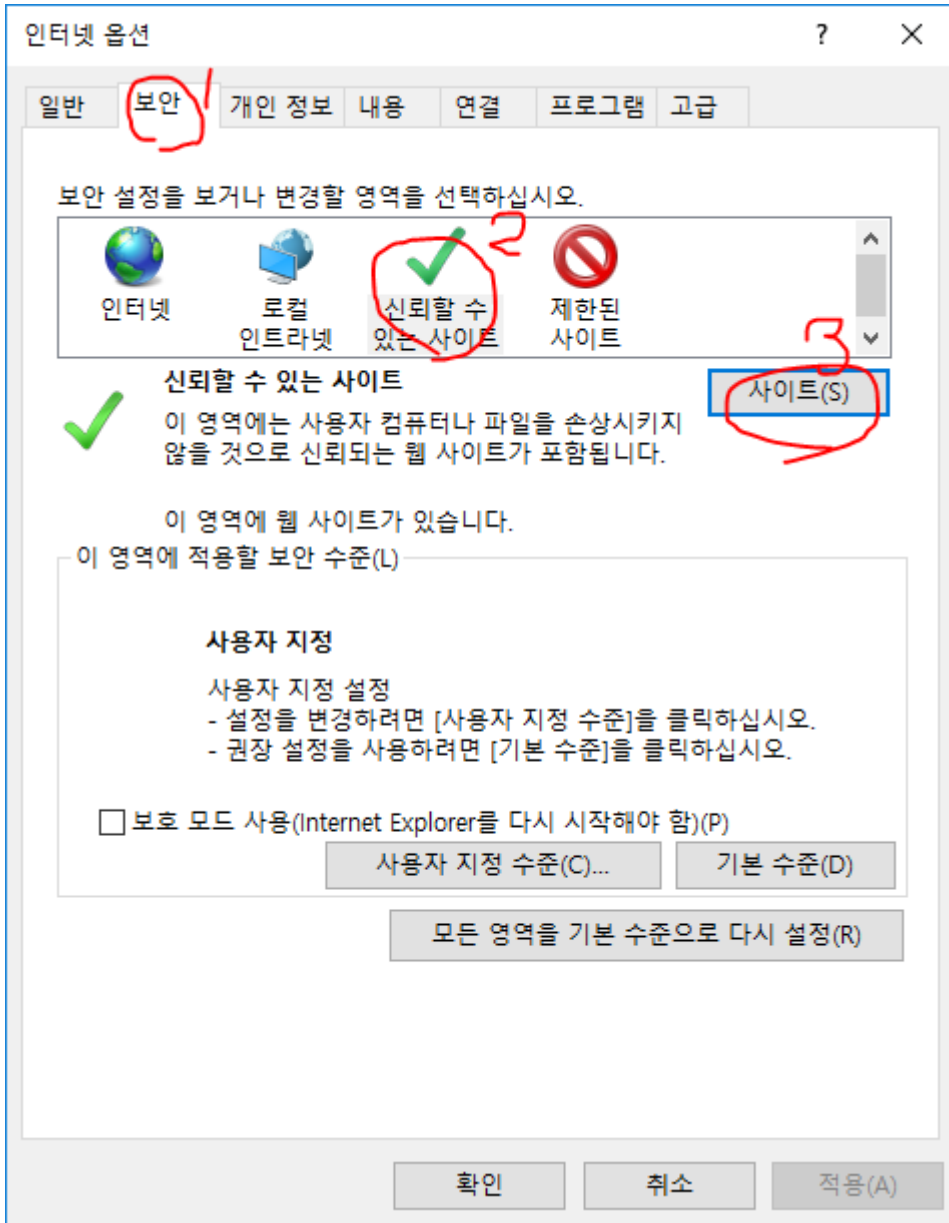 인터넷 옵션
?
일반 보안 개인 정보 내용 연결 프로그램 고급
1
보안 설정을 보거나 변경할 영역을 선택하십시오.
2
인터넷
로컬
인트라넷
신뢰할 수
있는 사이트
제한된
사이트
3
신뢰할 수 있는 사이트
사이트(S)
이 영역에는 사용자 컴퓨터나 파일을 손상시키지
않을 것으로 신뢰되는 웹 사이트가 포함됩니다.
이 영역에 웹 사이트가 있습니다.
이 영역에 적용할 보안 수준(L)
사용자 지정
사용자 지정 설정
- 설정을 변경하려면 [사용자 지정 수준]을 클릭하십시오.
- 권장 설정을 사용하려면 [기본 수준]을 클릭하십시오.
보호 모드 사용(Internet Explorer를 다시 시작해야 함)(P)
사용자 지정 수준(C)... 기본 수준(D)
모든 영역을 기본 수준으로 다시 설정(R)
확인 취소 적용(A)